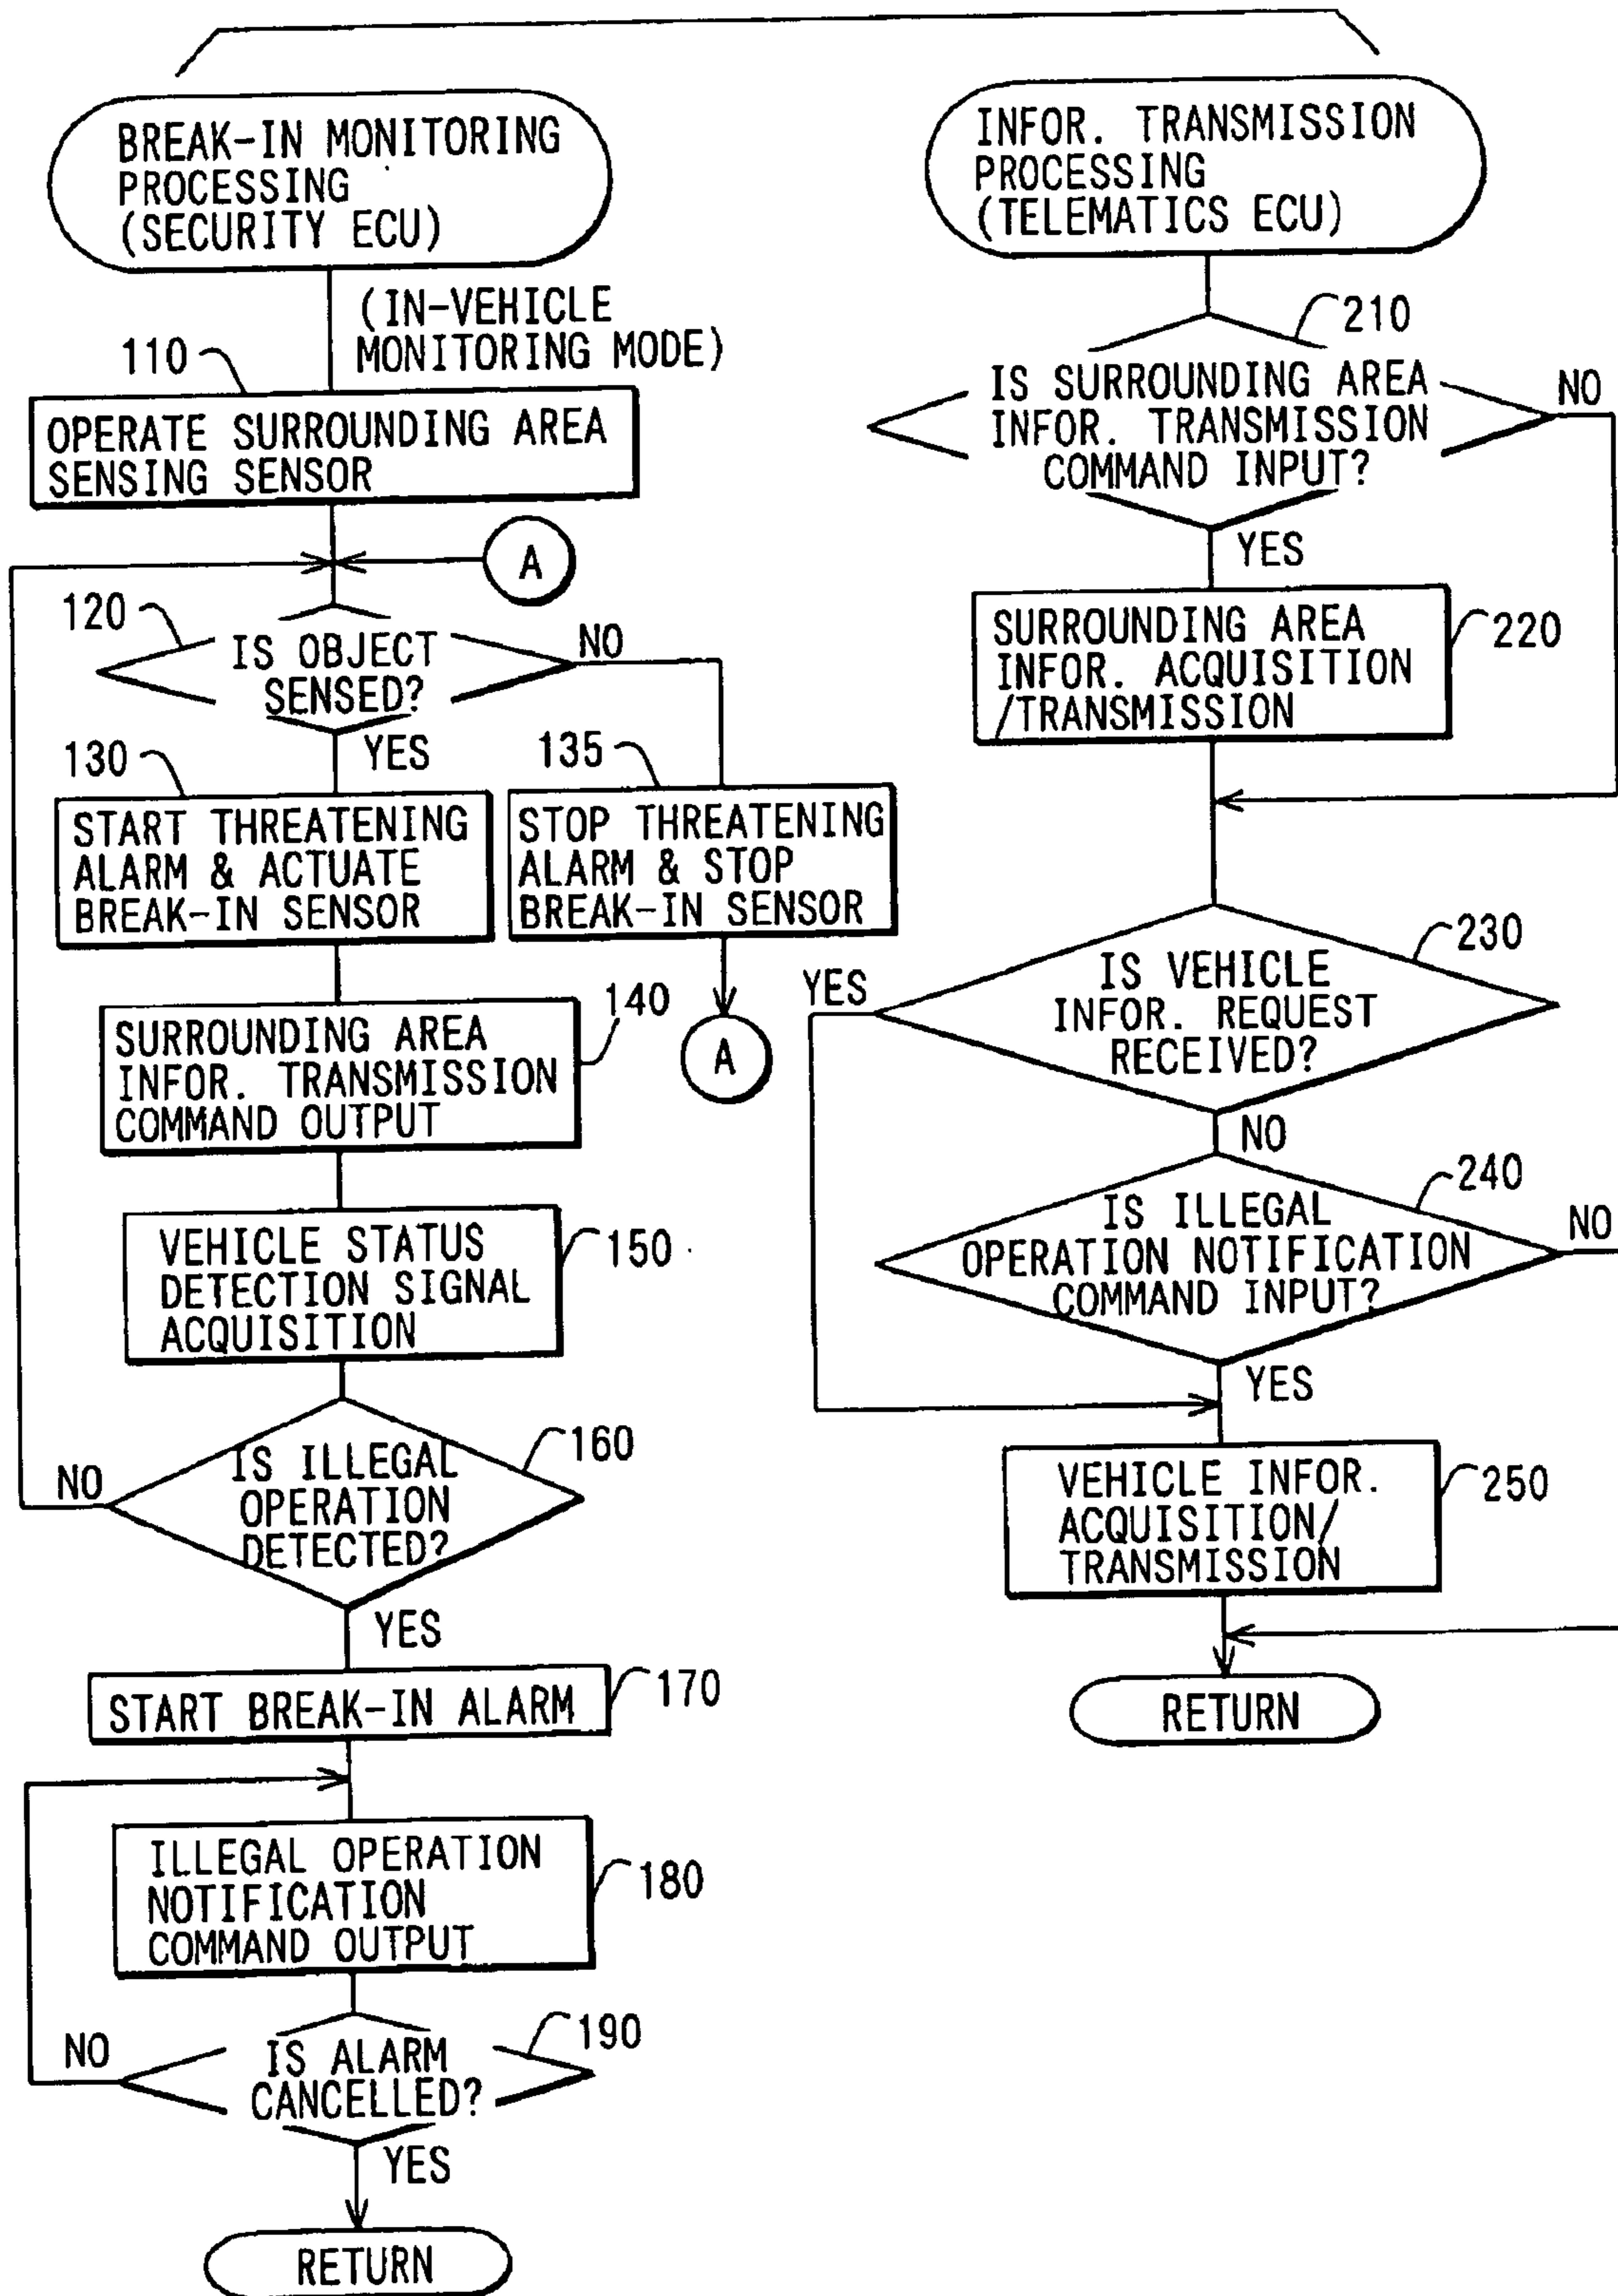 BREAK-IN MONITORING
PROCESSING
(SECURITY ECU)
(IN-VEHICLE
MONITORING MODE)
110
OPERATE SURROUNDING AREA
SENSING SENSOR
A
120
IS OBJECT
SENSED?
NO
YES
130
START THREATENING
ALARM & ACTUATE
BREAK-IN SENSOR
135
STOP THREATENING
ALARM & STOP
BREAK-IN SENSOR
A
140
SURROUNDING AREA
INFOR. TRANSMISSION
COMMAND OUTPUT
VEHICLE STATUS
DETECTION SIGNAL
ACQUISITION
150
160
IS ILLEGAL
OPERATION
DETECTED?
NO
YES
START BREAK-IN ALARM
170
ILLEGAL OPERATION
NOTIFICATION
COMMAND OUTPUT
180
190
IS ALARM
CANCELLED?
NO
YES
RETURN
INFOR. TRANSMISSION
PROCESSING
(TELEMATICS ECU)
210
IS SURROUNDING AREA
INFOR. TRANSMISSION
COMMAND INPUT?
NO
YES
SURROUNDING AREA
INFOR. ACQUISITION
/TRANSMISSION
220
230
IS VEHICLE
INFOR. REQUEST
RECEIVED?
YES
NO
240
IS ILLEGAL
OPERATION NOTIFICATION
COMMAND INPUT?
NO
YES
VEHICLE INFOR.
ACQUISITION/
TRANSMISSION
250
RETURN